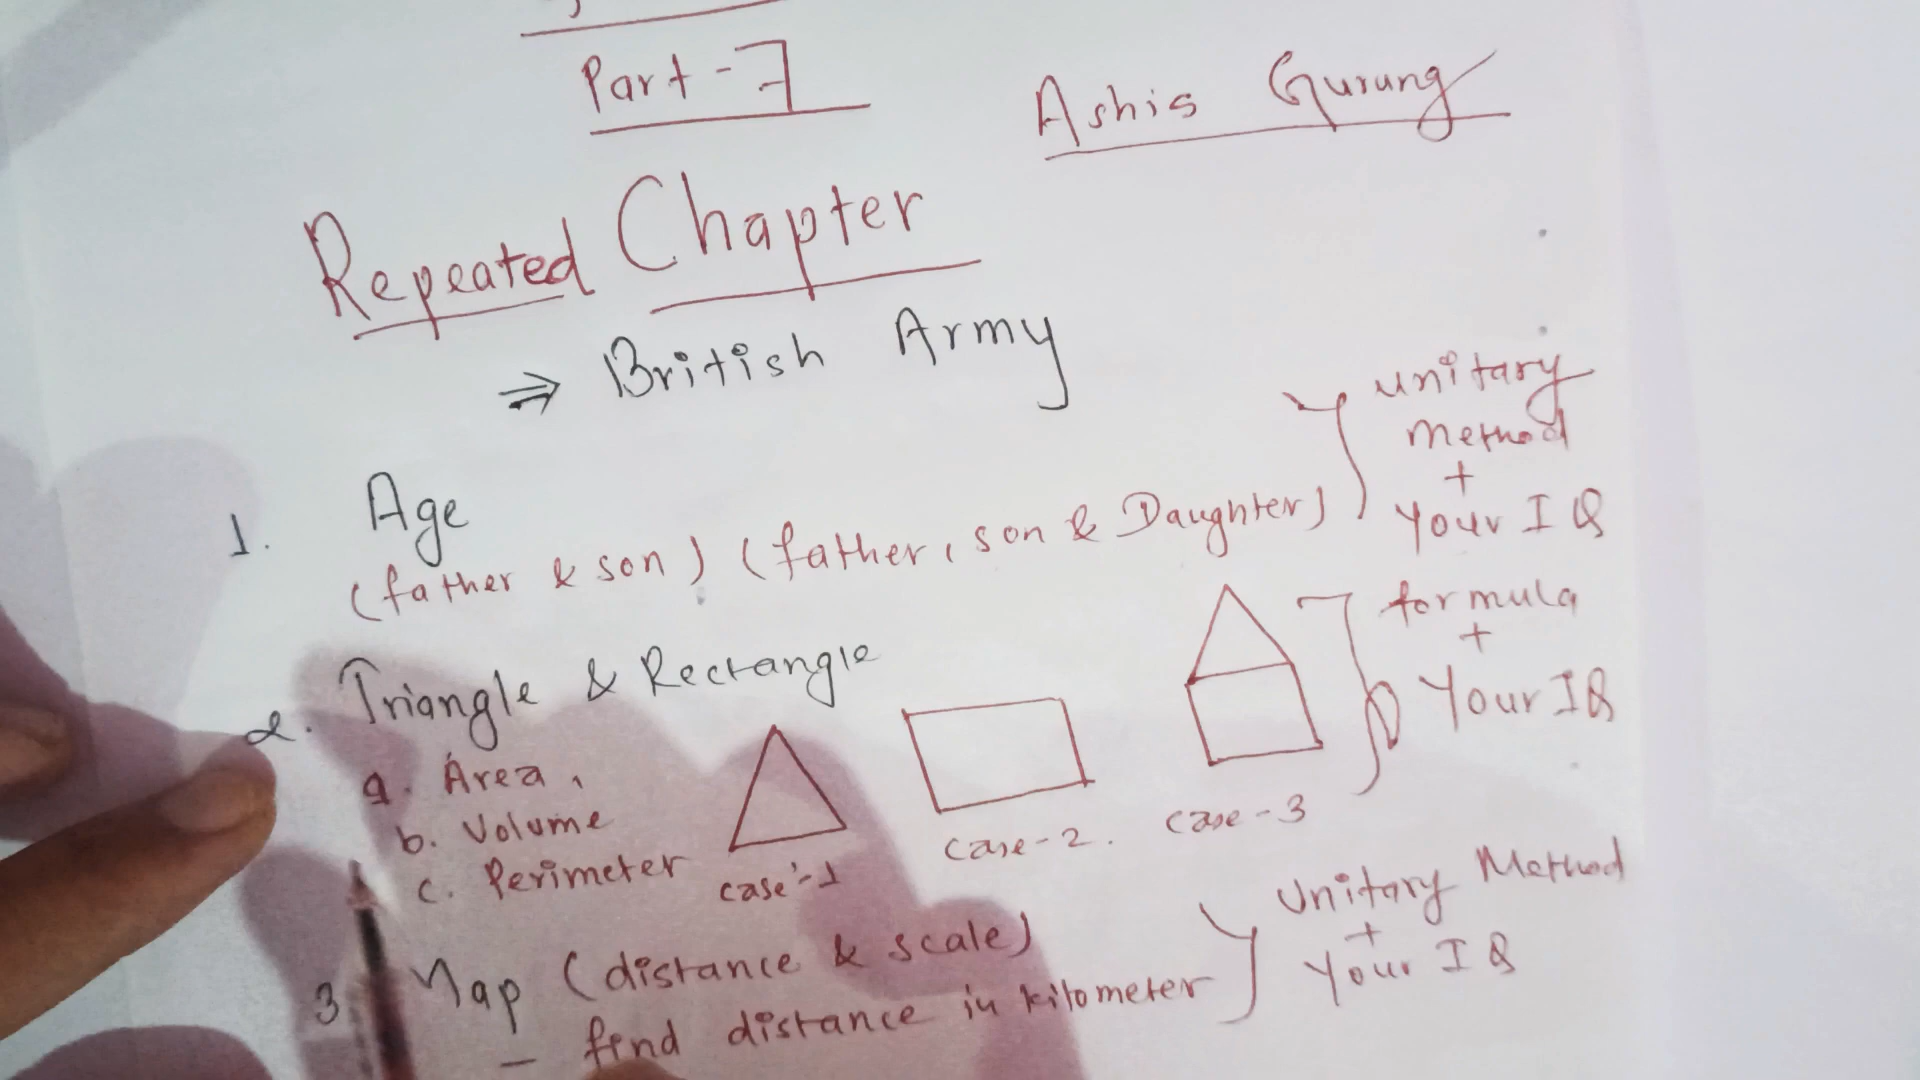 Part-7
Ashis Gurung
Repeated Chapter
⇒ British Army
1. Age
(father & son) (father, son & Daughter)
unitary
Method
+
Your IQ
2. Triangle & Rectangle
a. Area,
b. Volume
c. Perimeter
case-1
case-2.
case-3
formula
+
Your IQ
3. Map (distance & scale)
- find distance in kilometer
Unitary Method
+
Your IQ